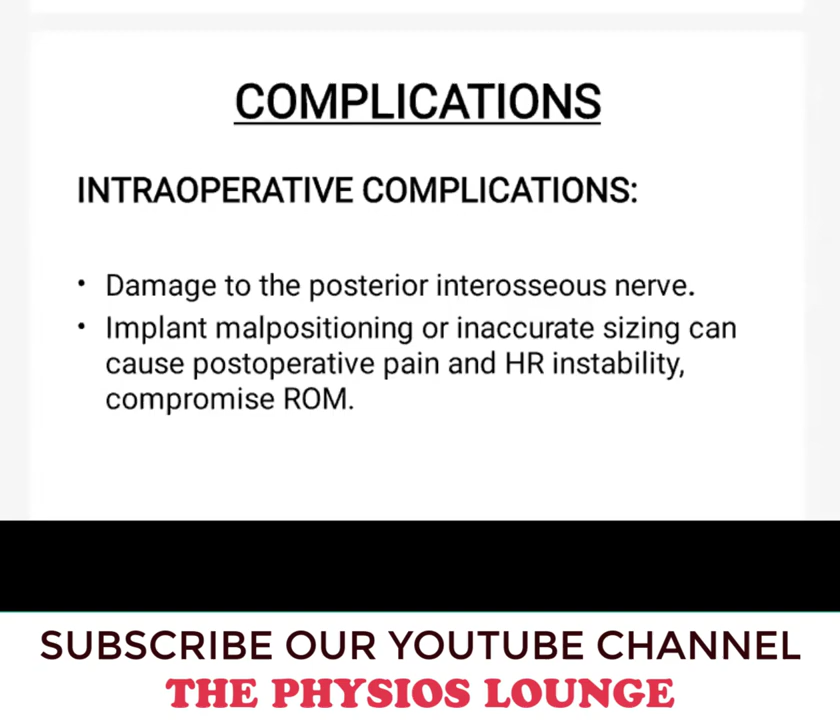 COMPLICATIONS
INTRAOPERATIVE COMPLICATIONS:
• Damage to the posterior interosseous nerve.
• Implant malpositioning or inaccurate sizing can
cause postoperative pain and HR instability,
compromise ROM.
SUBSCRIBE OUR YOUTUBE CHANNEL
THE PHYSIOS LOUNGE